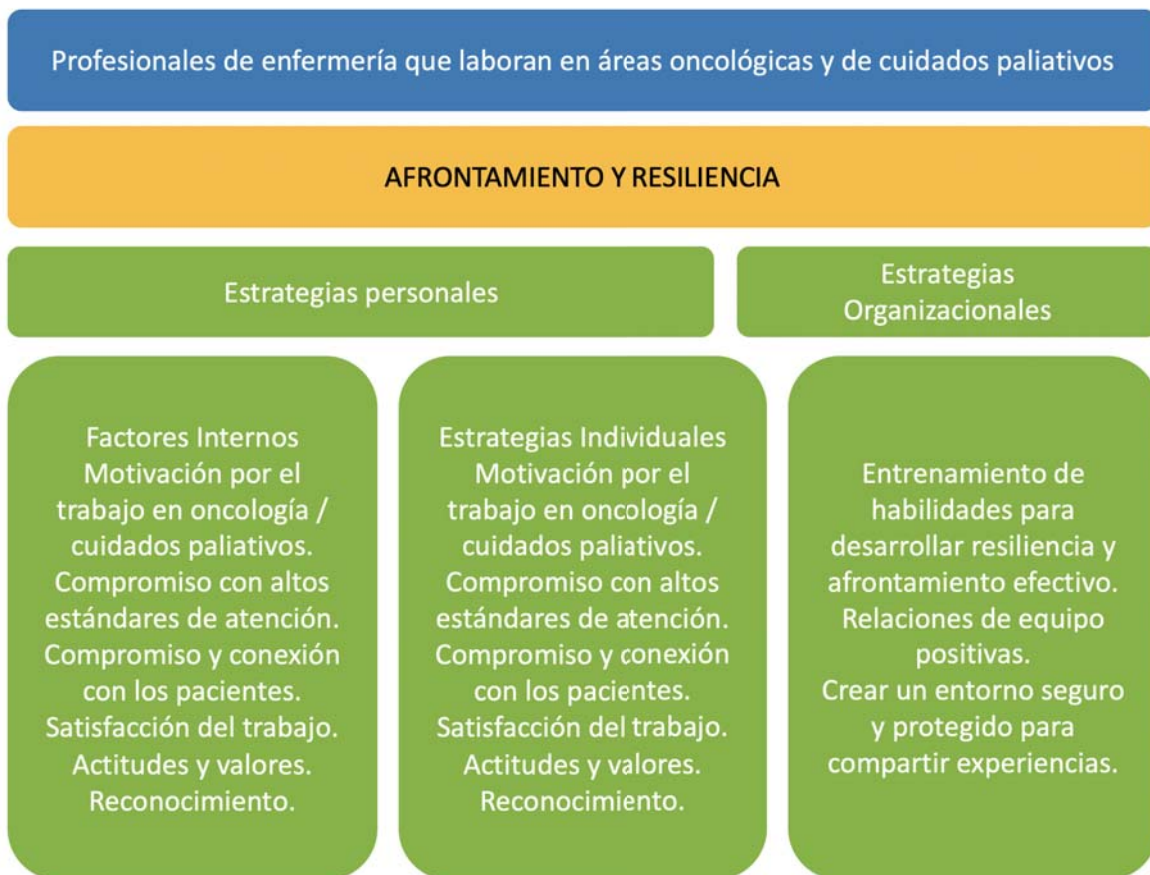 Profesionales de enfermería que laboran en áreas oncológicas y de cuidados paliativos
AFRONTAMIENTO Y RESILIENCIA
Estrategias personales
Estrategias
Organizacionales
Factores Internos
Motivación por el
trabajo en oncología /
cuidados paliativos.
Compromiso con altos
estándares de atención.
Compromiso y conexión
con los pacientes.
Satisfacción del trabajo.
Actitudes y valores.
Reconocimiento.
Estrategias Individuales
Motivación por el
trabajo en oncología /
cuidados paliativos.
Compromiso con altos
estándares de atención.
Compromiso y conexión
con los pacientes.
Satisfacción del trabajo.
Actitudes y valores.
Reconocimiento.
Entrenamiento de
habilidades para
desarrollar resiliencia y
afrontamiento efectivo.
Relaciones de equipo
positivas.
Crear un entorno seguro
y protegido para
compartir experiencias.